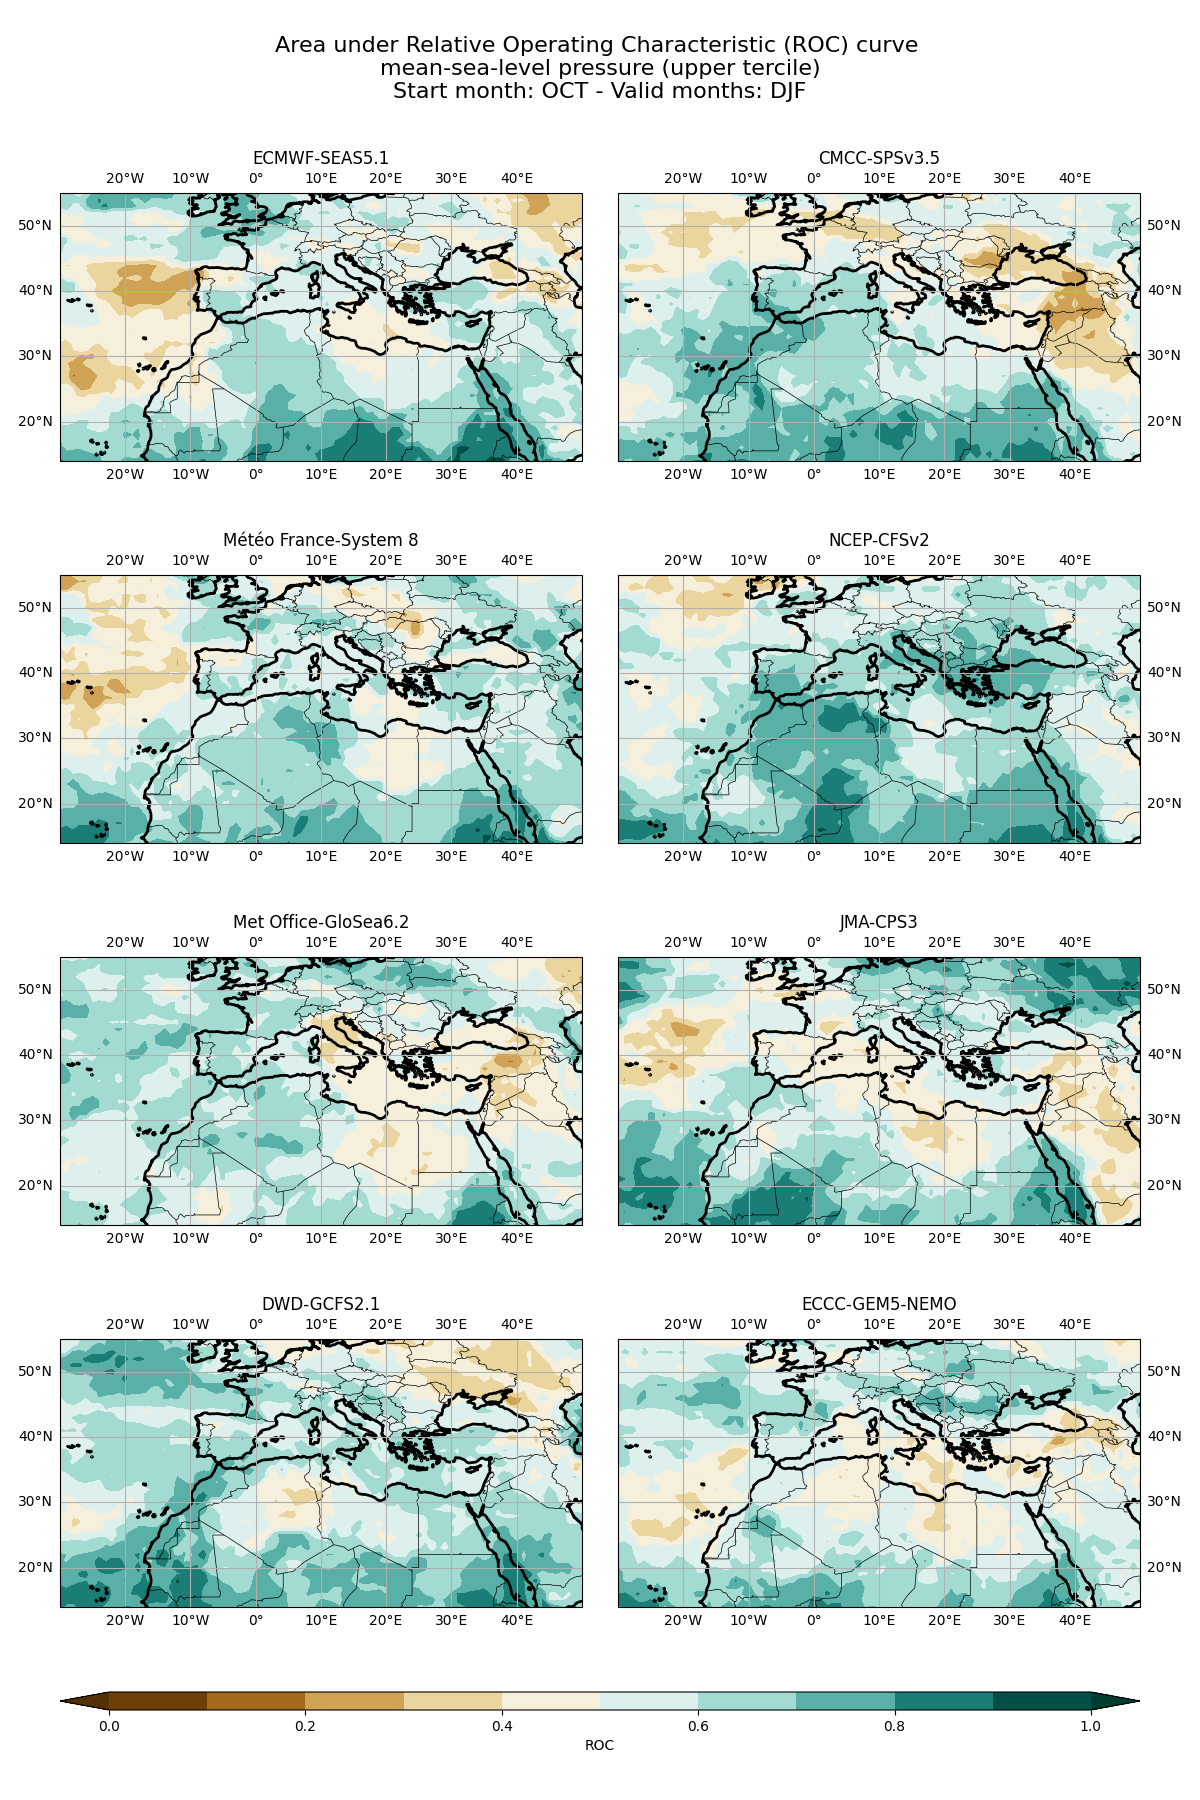 Area under Relative Operating Characteristic (ROC) curve
mean-sea-level pressure (upper tercile)
Start month: OCT - Valid months: DJF
ECMWF-SEAS5.1 CMCC-SPSv3.5
20°W 10°W 0° 10°E 20°E 30°E 40°E 20°W 10°W 0° 10°E 20°E 30°E 40°E
50°N 50°N
40°N 40°N
30°N 30°N
20°N 20°N
20°W 10°W 0° 10°E 20°E 30°E 40°E 20°W 10°W 0° 10°E 20°E 30°E 40°E
Météo France-System 8 NCEP-CFSv2
20°W 10°W 0° 10°E 20°E 30°E 40°E 20°W 10°W 0° 10°E 20°E 30°E 40°E
50°N 50°N
40°N 40°N
30°N 30°N
20°N 20°N
20°W 10°W 0° 10°E 20°E 30°E 40°E 20°W 10°W 0° 10°E 20°E 30°E 40°E
Met Office-GloSea6.2 JMA-CPS3
20°W 10°W 0° 10°E 20°E 30°E 40°E 20°W 10°W 0° 10°E 20°E 30°E 40°E
50°N 50°N
40°N 40°N
30°N 30°N
20°N 20°N
20°W 10°W 0° 10°E 20°E 30°E 40°E 20°W 10°W 0° 10°E 20°E 30°E 40°E
DWD-GCFS2.1 ECCC-GEM5-NEMO
20°W 10°W 0° 10°E 20°E 30°E 40°E 20°W 10°W 0° 10°E 20°E 30°E 40°E
50°N 50°N
40°N 40°N
30°N 30°N
20°N 20°N
20°W 10°W 0° 10°E 20°E 30°E 40°E 20°W 10°W 0° 10°E 20°E 30°E 40°E
0.0 0.2 0.4 0.6 0.8 1.0
ROC